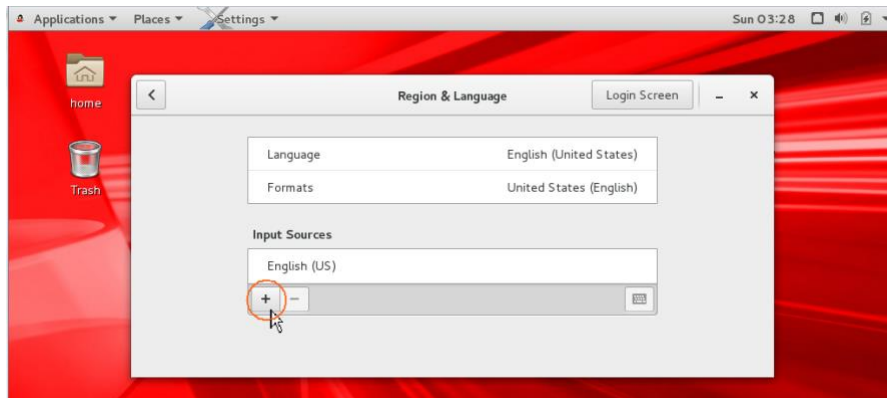 Applications Places Settings Sun 03:28
home
Trash
Region & Language Login Screen
Language English (United States)
Formats United States (English)
Input Sources
English (US)